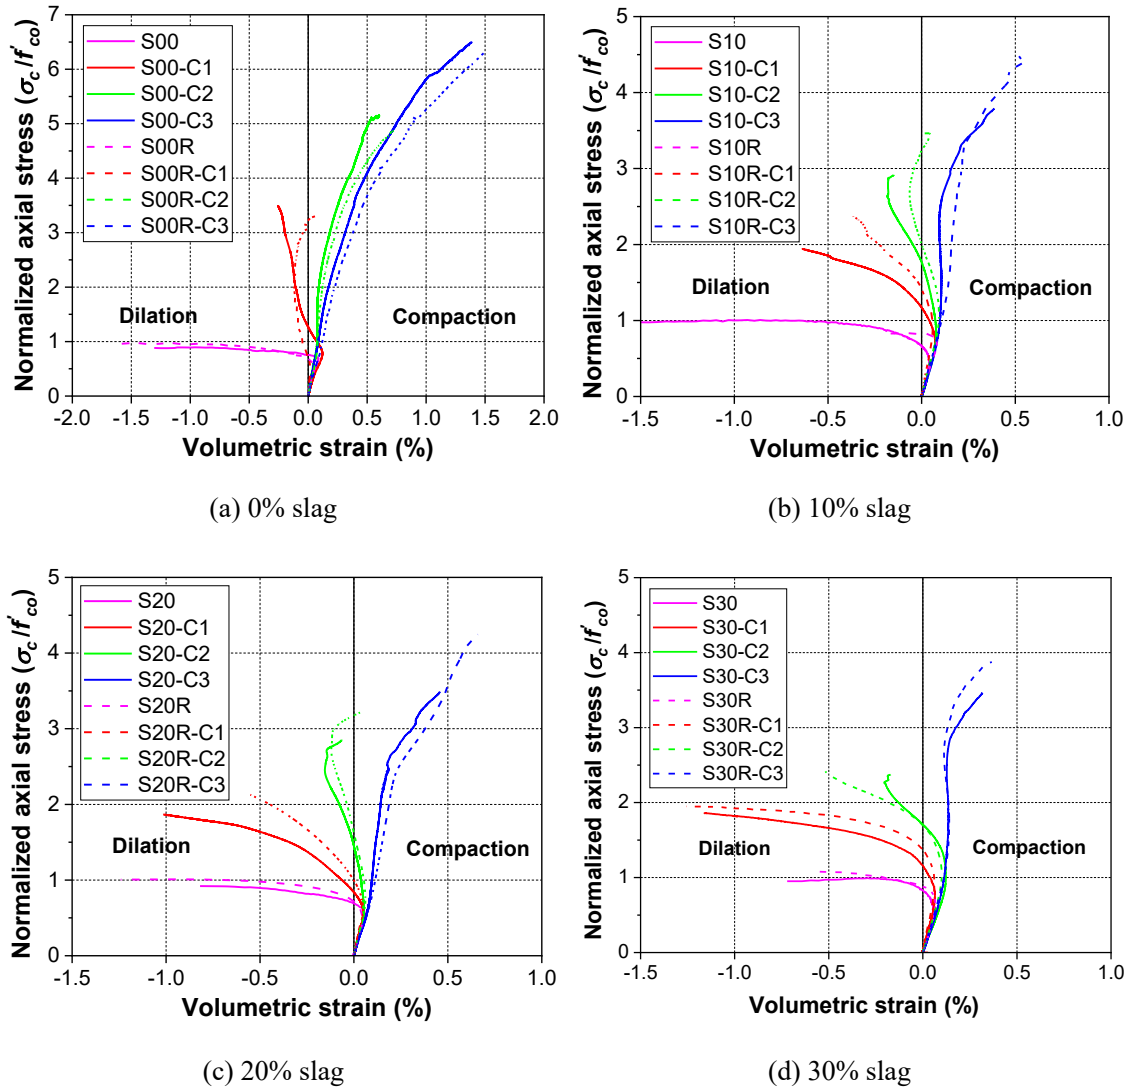 Normalized axial stress (σc/f'co)
7
6
5
4
3
2
1
0
S00
S00-C1
S00-C2
S00-C3
S00R
S00R-C1
S00R-C2
S00R-C3
Dilation
Compaction
-2.0 -1.5 -1.0 -0.5 0.0 0.5 1.0 1.5 2.0
Volumetric strain (%)
(a) 0% slag
Normalized axial stress (σc/f'co)
5
4
3
2
1
0
S10
S10-C1
S10-C2
S10-C3
S10R
S10R-C1
S10R-C2
S10R-C3
Dilation
Compaction
-1.5 -1.0 -0.5 0.0 0.5 1.0
Volumetric strain (%)
(b) 10% slag
Normalized axial stress (σc/f'co)
5
4
3
2
1
0
S20
S20-C1
S20-C2
S20-C3
S20R
S20R-C1
S20R-C2
S20R-C3
Dilation
Compaction
-1.5 -1.0 -0.5 0.0 0.5 1.0
Volumetric strain (%)
(c) 20% slag
Normalized axial stress (σc/f'co)
5
4
3
2
1
0
S30
S30-C1
S30-C2
S30-C3
S30R
S30R-C1
S30R-C2
S30R-C3
Dilation
Compaction
-1.5 -1.0 -0.5 0.0 0.5 1.0
Volumetric strain (%)
(d) 30% slag